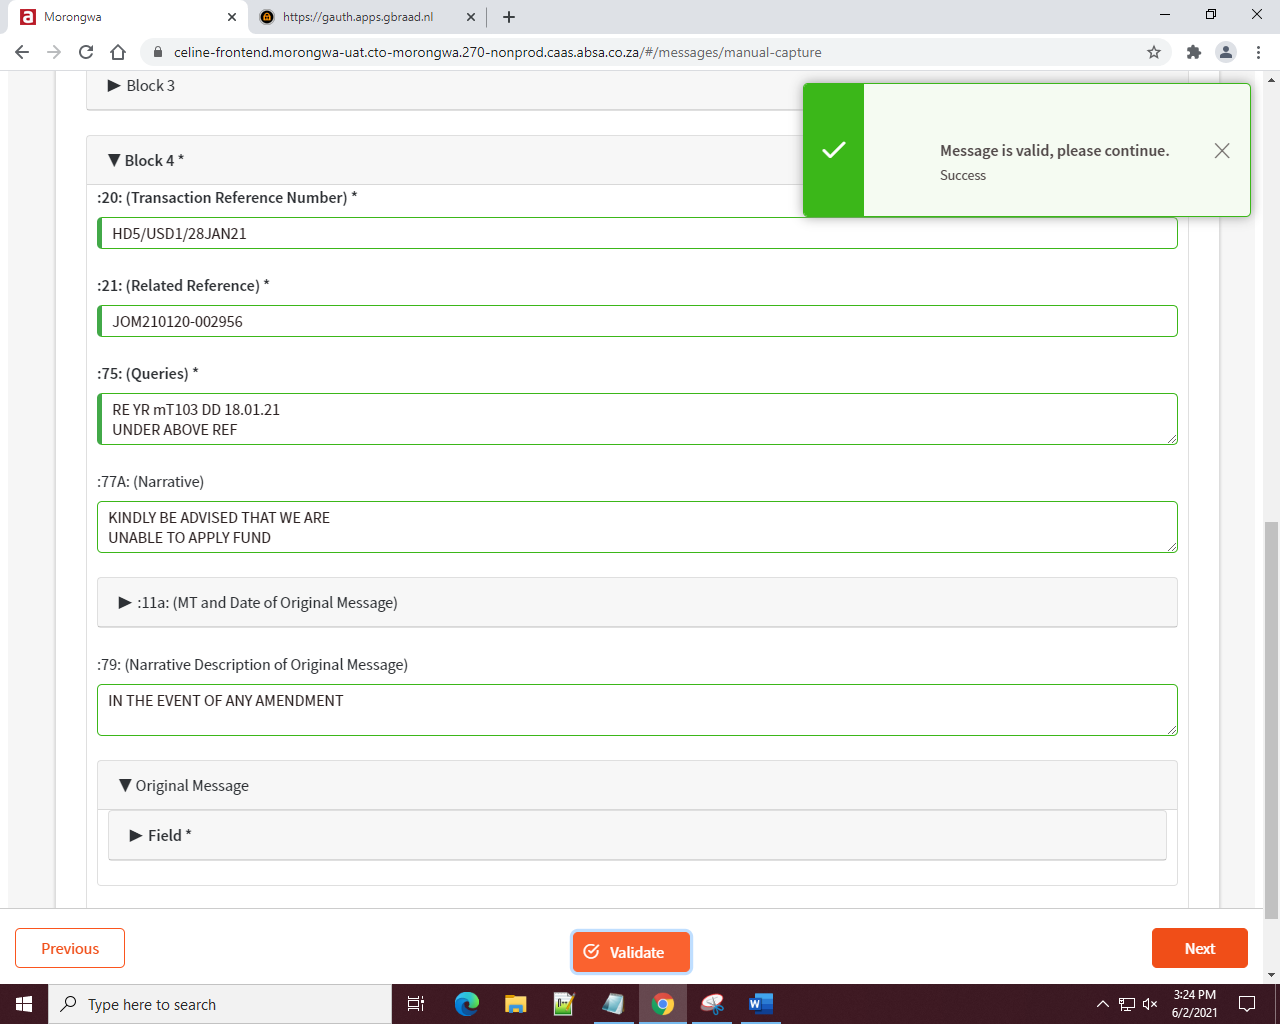 Morongwa
https://gauth.apps.gbraad.nl
celine-frontend.morongwa-uat.cto-morongwa.270-nonprod.caas.absa.co.za/#/messages/manual-capture
Block 3
Message is valid, please continue.
Success
Block 4 *
:20: (Transaction Reference Number) *
HD5/USD1/28JAN21
:21: (Related Reference) *
JOM210120-002956
:75: (Queries) *
RE YR mT103 DD 18.01.21
UNDER ABOVE REF
:77A: (Narrative)
KINDLY BE ADVISED THAT WE ARE
UNABLE TO APPLY FUND
:11a: (MT and Date of Original Message)
:79: (Narrative Description of Original Message)
IN THE EVENT OF ANY AMENDMENT
Original Message
Field *
Previous
Validate
Next
Type here to search
3:24 PM
6/2/2021